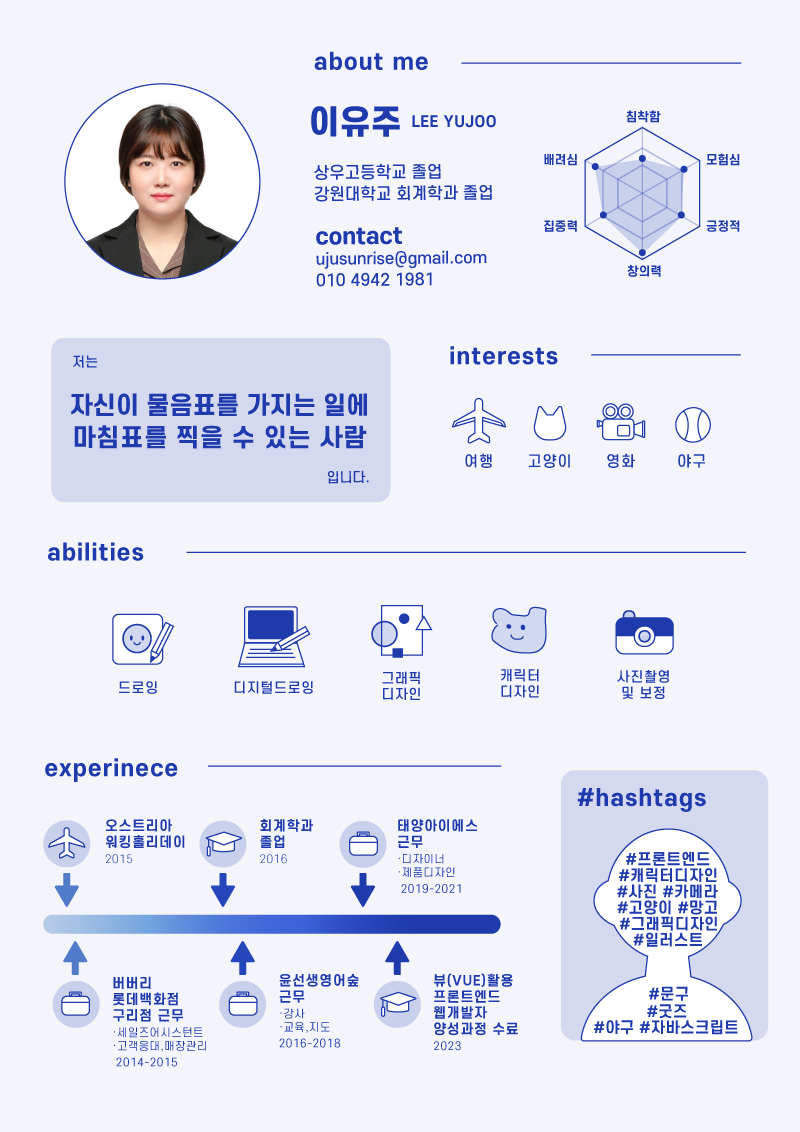 about me
이유주 LEE YUJOO
상우고등학교 졸업
강원대학교 회계학과 졸업
contact
ujusunrise@gmail.com
010 4942 1981
침착함
배려심
모험심
집중력
긍정적
창의력
저는
자신이 물음표를 가지는 일에
마침표를 찍을 수 있는 사람
입니다.
interests
여행
고양이
영화
야구
abilities
드로잉
디지털드로잉
그래픽
디자인
캐릭터
디자인
사진촬영
및 보정
experinece
오스트리아
워킹홀리데이
2015
회계학과
졸업
2016
태양아이에스
근무
·디자이너
·제품디자인
2019-2021
버버리
롯데백화점
구리점 근무
·세일즈어시스턴트
·고객응대,매장관리
2014-2015
윤선생영어숲
근무
·강사
·교육,지도
2016-2018
뷰(VUE)활용
프론트엔드
웹개발자
양성과정 수료
2023
#hashtags
#프론트엔드
#캐릭터디자인
#사진 #카메라
#고양이 #망고
#그래픽디자인
#일러스트
#문구
#굿즈
#야구 #자바스크립트